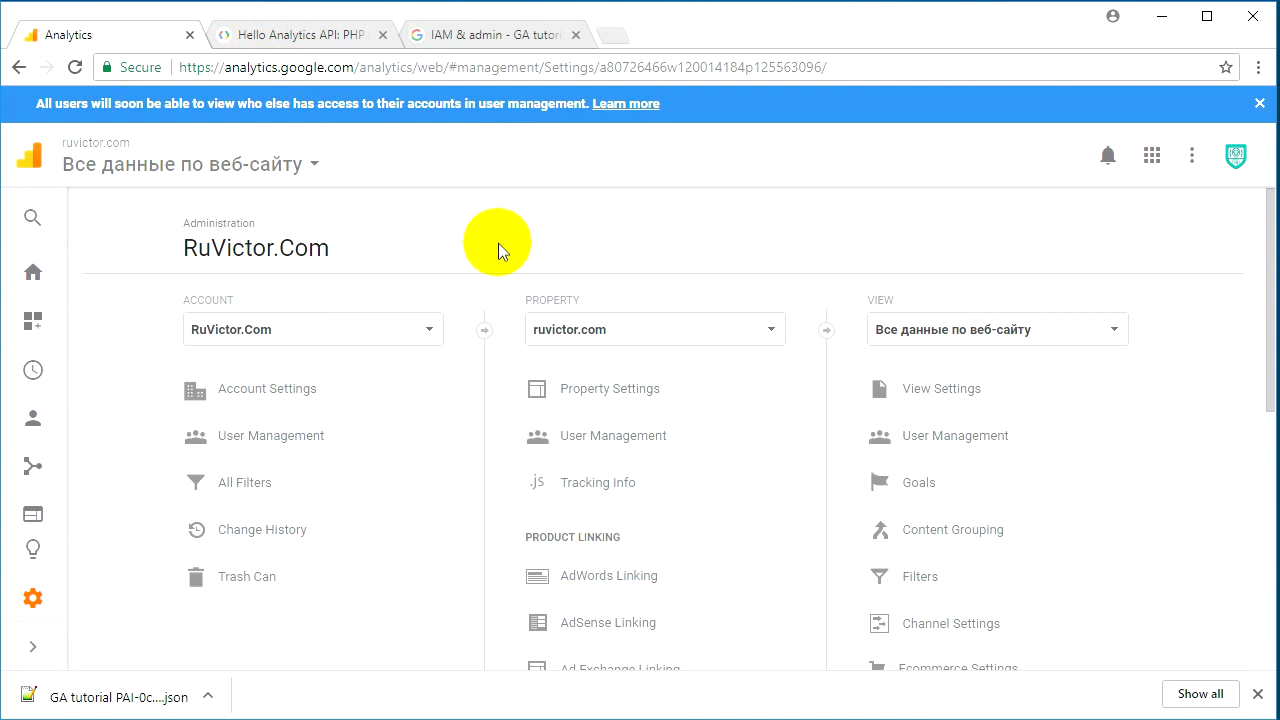 Analytics
Hello Analytics API: PHP
IAM & admin - GA tutori
Secure
https://analytics.google.com/analytics/web/#management/Settings/a80726466w120014184p125563096/
All users will soon be able to view who else has access to their accounts in user management. Learn more
ruvictor.com
Все данные по веб-сайту
Administration
RuVictor.Com
ACCOUNT
PROPERTY
VIEW
RuVictor.Com
ruvictor.com
Все данные по веб-сайту
Account Settings
Property Settings
View Settings
User Management
User Management
User Management
All Filters
.js Tracking Info
Goals
Change History
PRODUCT LINKING
Content Grouping
Trash Can
AdWords Linking
Filters
AdSense Linking
Channel Settings
Ad Exchange Linking
Ecommerce Settings
GA tutorial PAI-0c....json
Show all